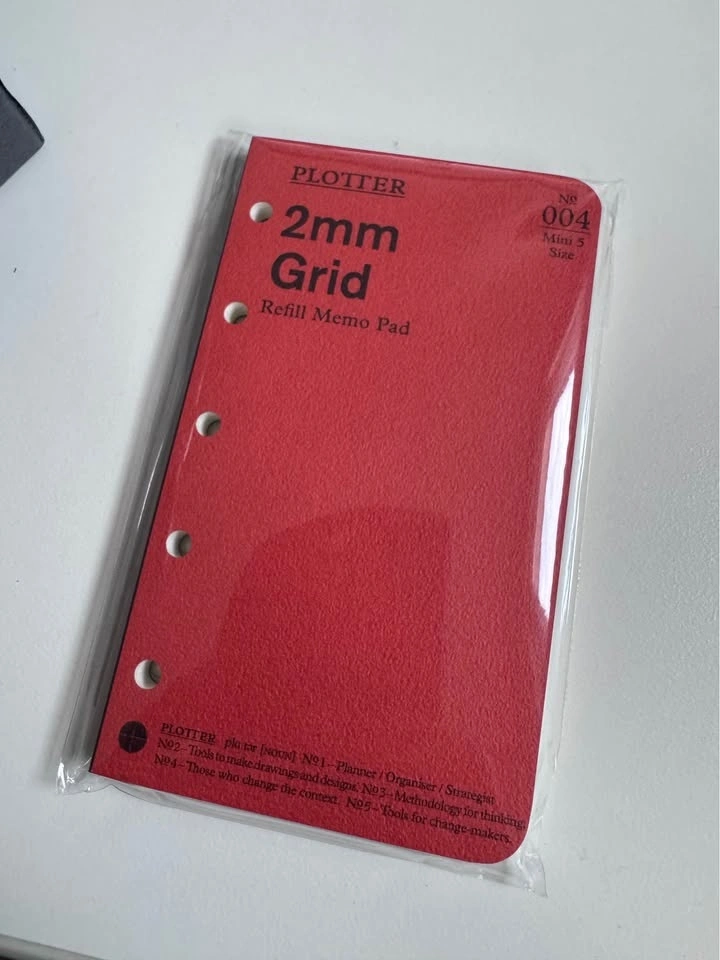 PLOTTER
2mm
Grid
Refill Memo Pad
№
004
Mini 5
Size
PLOTTER plo·tər [NOUN] №1–Planner / Organiser / Strategist
№2–Tools to make drawings and designs. №3–Methodology for thinking.
№4–Those who change the context. №5–Tools for change-makers.